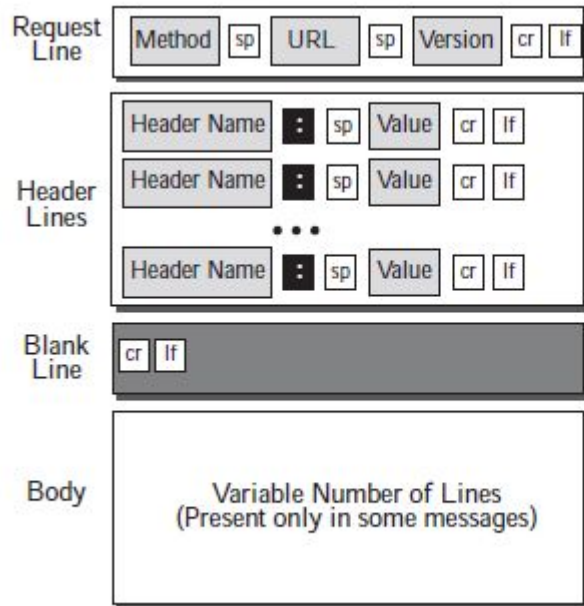 Request Line
Method sp URL sp Version cr lf
Header Lines
Header Name : sp Value cr lf
Header Name : sp Value cr lf
•••
Header Name : sp Value cr lf
Blank Line
cr lf
Body
Variable Number of Lines
(Present only in some messages)